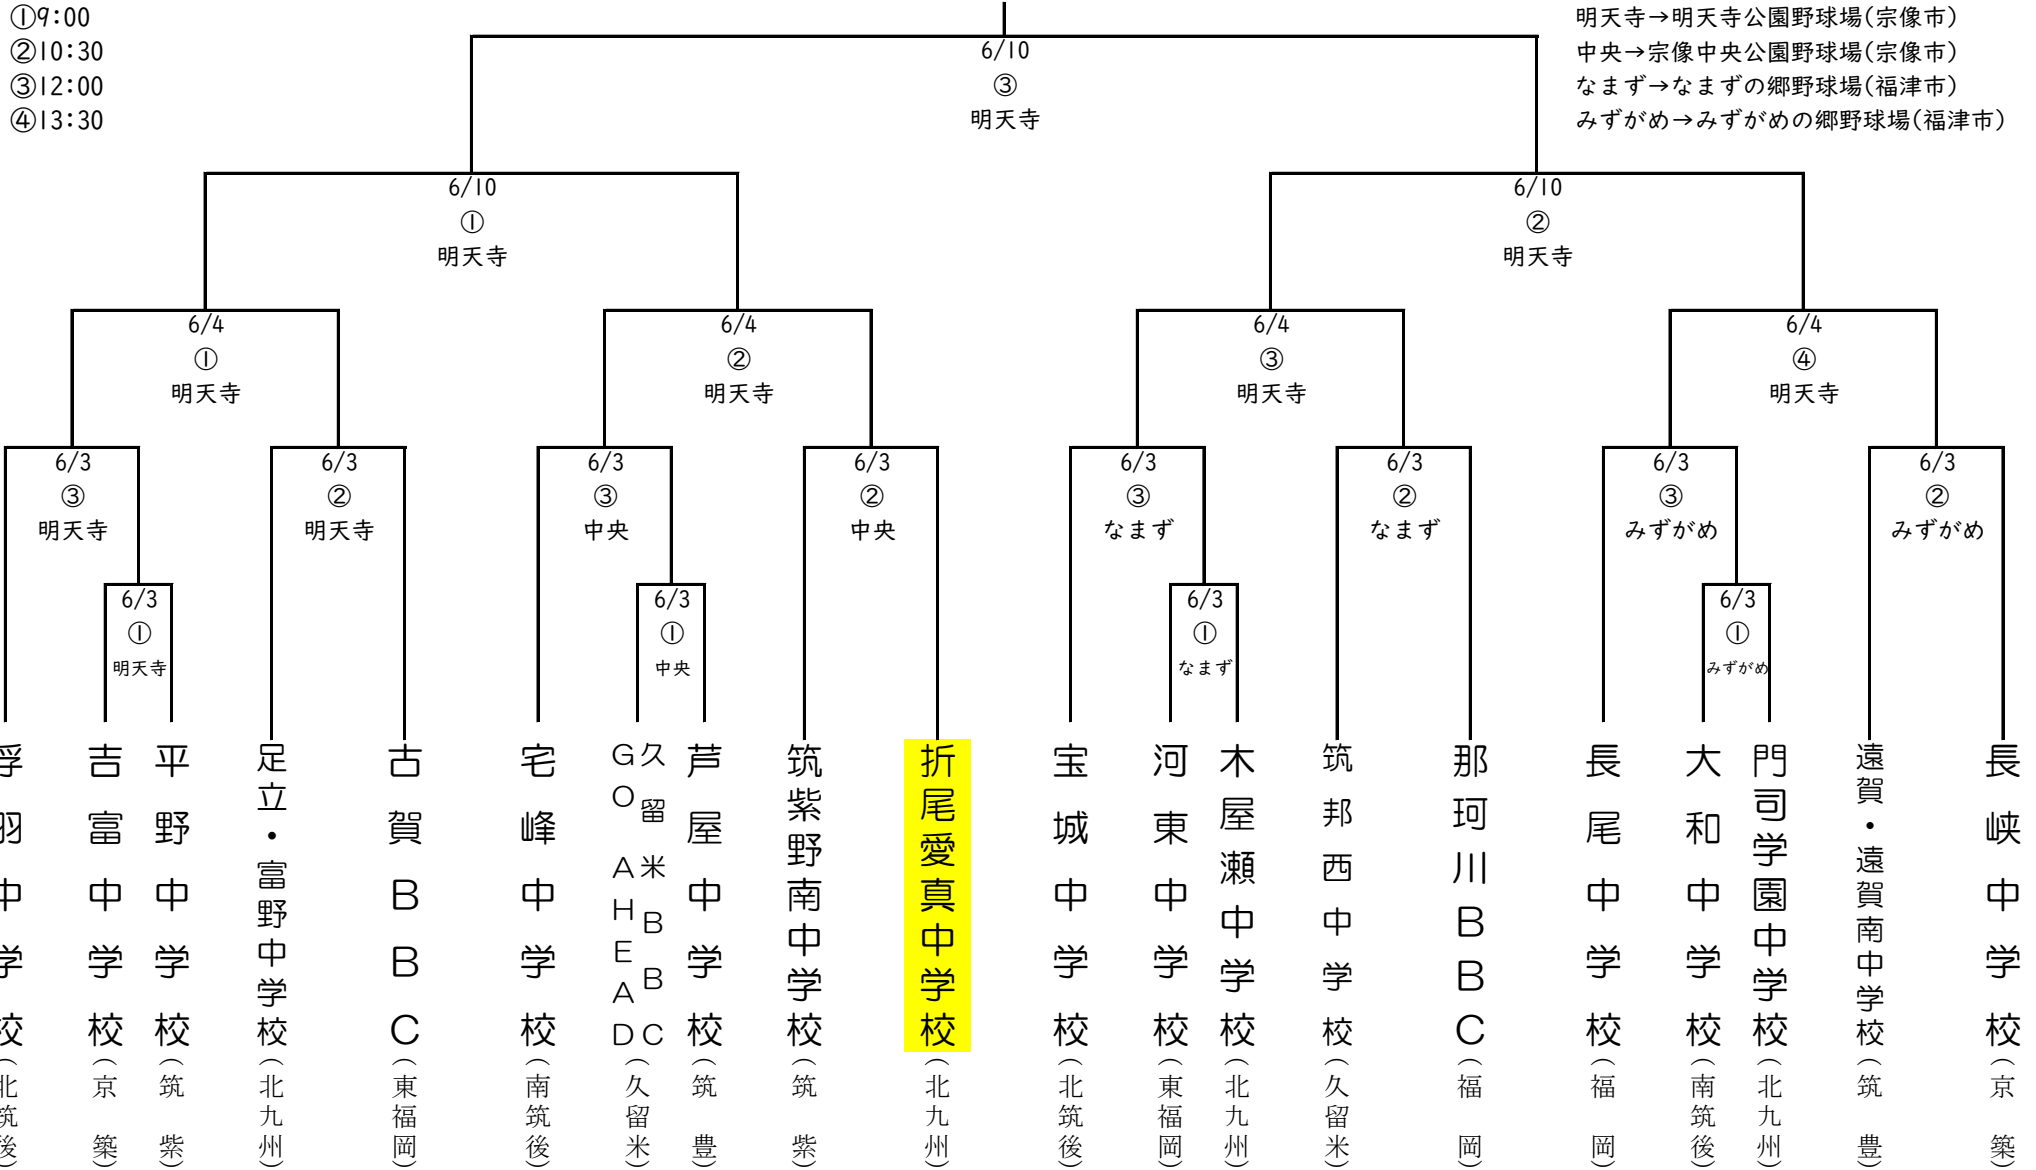 ①9:00
②10:30
③12:00
④13:30
明天寺→明天寺公園野球場(宗像市)
中央→宗像中央公園野球場(宗像市)
なまず→なまずの郷野球場(福津市)
みずがめ→みずがめの郷野球場(福津市)
6/10
③
明天寺
6/10
①
明天寺
6/10
②
明天寺
6/4
①
明天寺
6/4
②
明天寺
6/4
③
明天寺
6/4
④
明天寺
6/3
③
明天寺
6/3
②
明天寺
6/3
③
中央
6/3
②
中央
6/3
③
なまず
6/3
②
なまず
6/3
③
みずがめ
6/3
②
みずがめ
6/3
①
明天寺
6/3
①
中央
6/3
①
なまず
6/3
①
みずがめ
浮羽中学校(北筑後)
吉富中学校(京築)
平野中学校(筑紫)
足立・富野中学校(北九州)
古賀BBC(東福岡)
宅峰中学校(南筑後)
久留米BBC
GO AHEAD
(久留米)
芦屋中学校(筑豊)
筑紫野南中学校(筑紫)
折尾愛真中学校(北九州)
宝城中学校(北筑後)
河東中学校(東福岡)
木屋瀬中学校(北九州)
筑邦西中学校(久留米)
那珂川BBC(福岡)
長尾中学校(福岡)
大和中学校(南筑後)
門司学園中学校(北九州)
遠賀・遠賀南中学校(筑豊)
長峡中学校(京築)